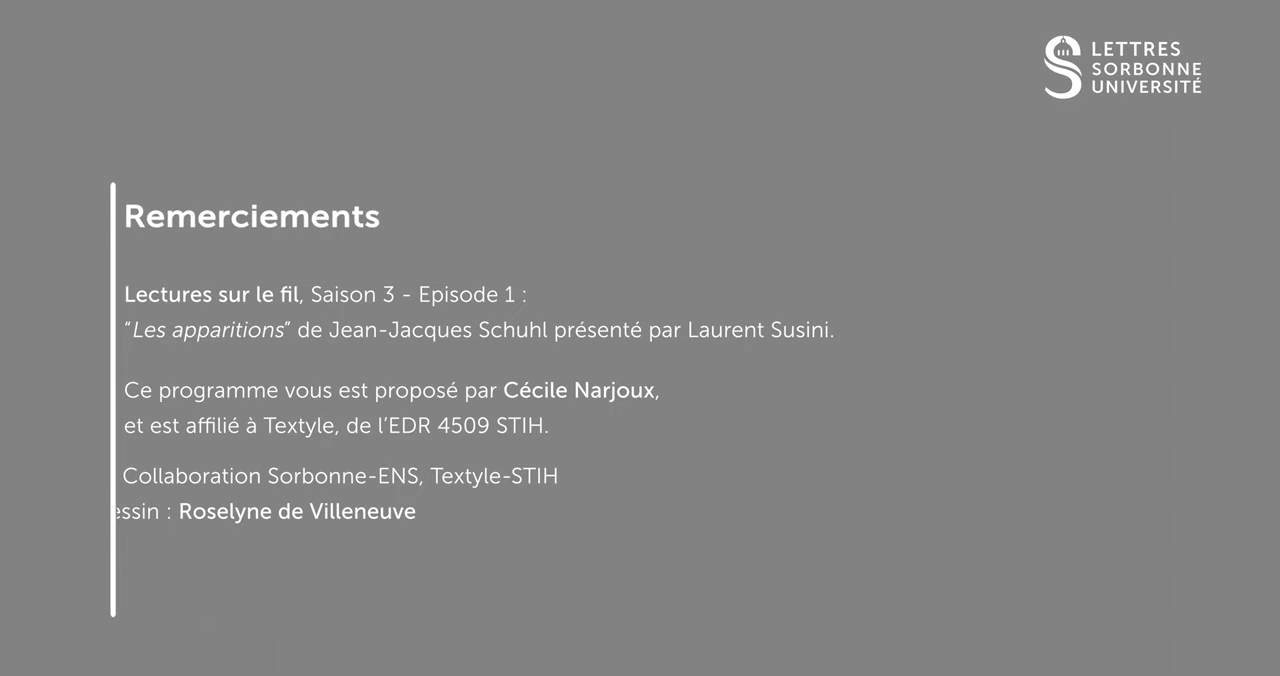 LETTRES
SORBONNE
UNIVERSITÉ
Remerciements
Lectures sur le fil, Saison 3 - Episode 1 :
“Les apparitions” de Jean-Jacques Schuhl présenté par Laurent Susini.
Ce programme vous est proposé par Cécile Narjoux,
et est affilié à Textyle, de l’EDR 4509 STIH.
Collaboration Sorbonne-ENS, Textyle-STIH
essin : Roselyne de Villeneuve